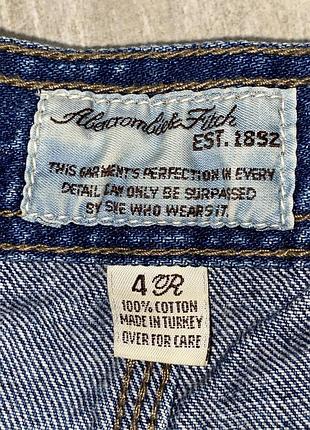 Abercrombie & Fitch
EST. 1892
THIS GARMENT'S PERFECTION IN EVERY
DETAIL CAN ONLY BE SURPASSED
BY SHE WHO WEARS IT.
4 R
100% COTTON
MADE IN TURKEY
OVER FOR CARE